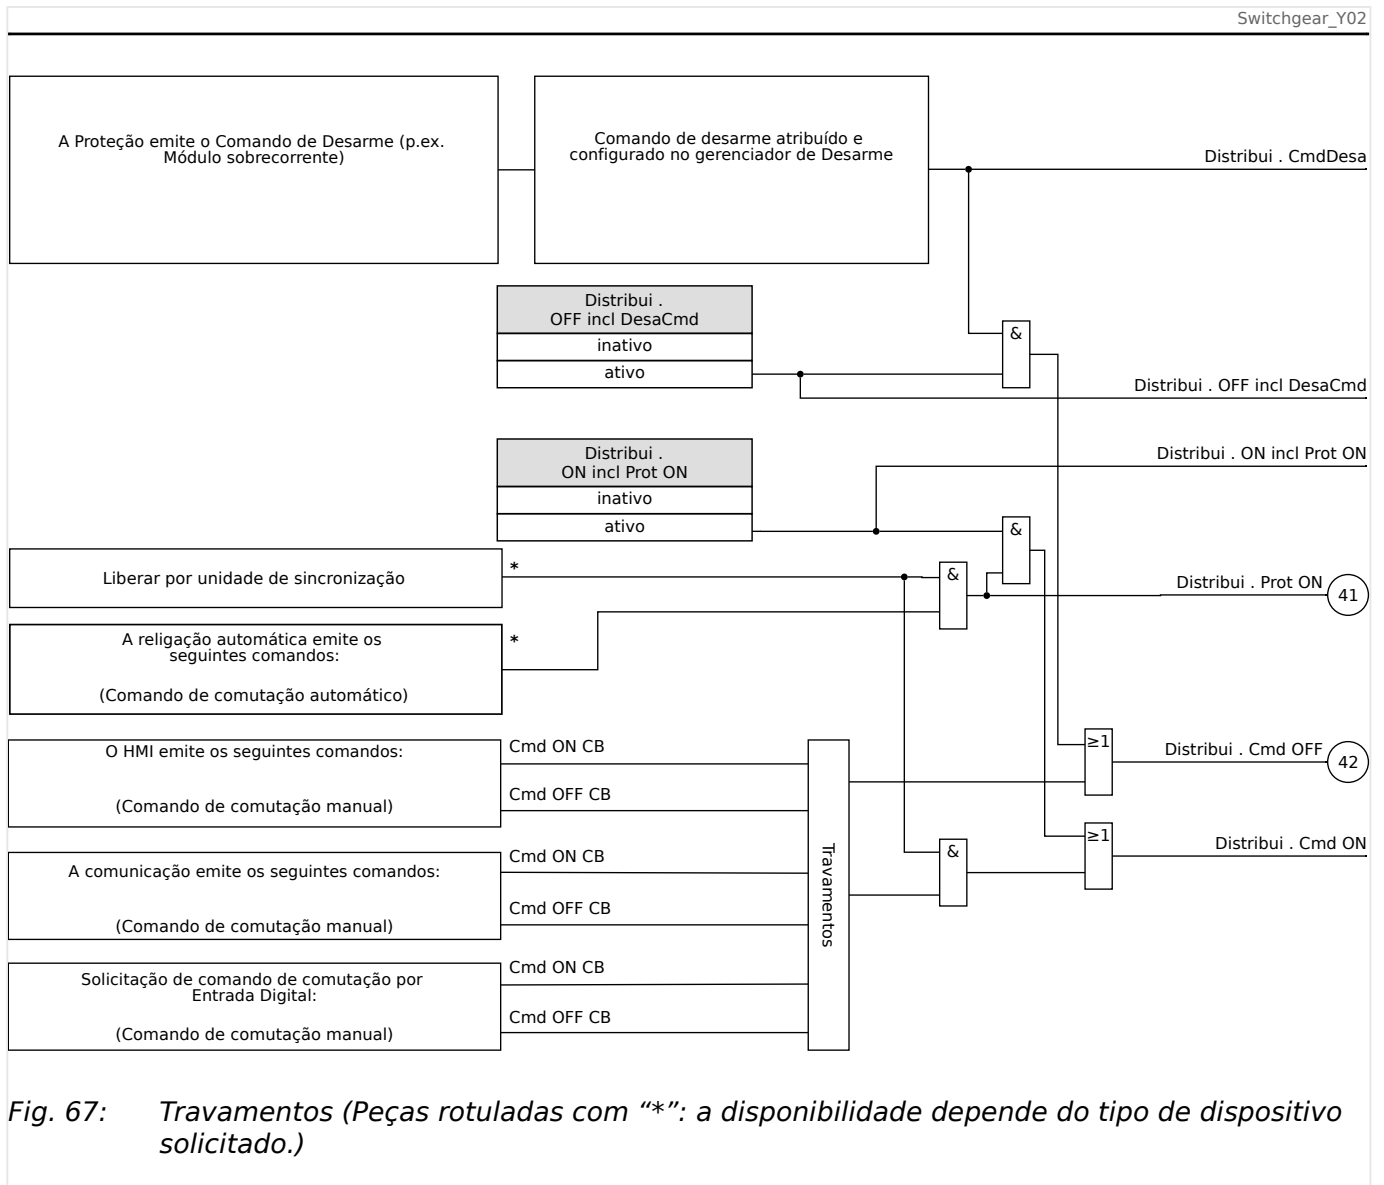 Switchgear_Y02
A Proteção emite o Comando de Desarme (p.ex.
Módulo sobrecorrente)
Comando de desarme atribuído e
configurado no gerenciador de Desarme
Distribui . CmdDesa
Distribui .
OFF incl DesaCmd
inativo
ativo
&
Distribui . OFF incl DesaCmd
Distribui .
ON incl Prot ON
inativo
ativo
Distribui . ON incl Prot ON
&
Liberar por unidade de sincronização
*
&
Distribui . Prot ON
41
A religação automática emite os
seguintes comandos:
(Comando de comutação automático)
*
O HMI emite os seguintes comandos:
(Comando de comutação manual)
Cmd ON CB
Cmd OFF CB
≥1
Distribui . Cmd OFF
42
A comunicação emite os seguintes comandos:
(Comando de comutação manual)
Cmd ON CB
Cmd OFF CB
Travamentos
&
≥1
Distribui . Cmd ON
Solicitação de comando de comutação por
Entrada Digital:
(Comando de comutação manual)
Cmd ON CB
Cmd OFF CB
Fig. 67: Travamentos (Peças rotuladas com “*”: a disponibilidade depende do tipo de dispositivo
solicitado.)